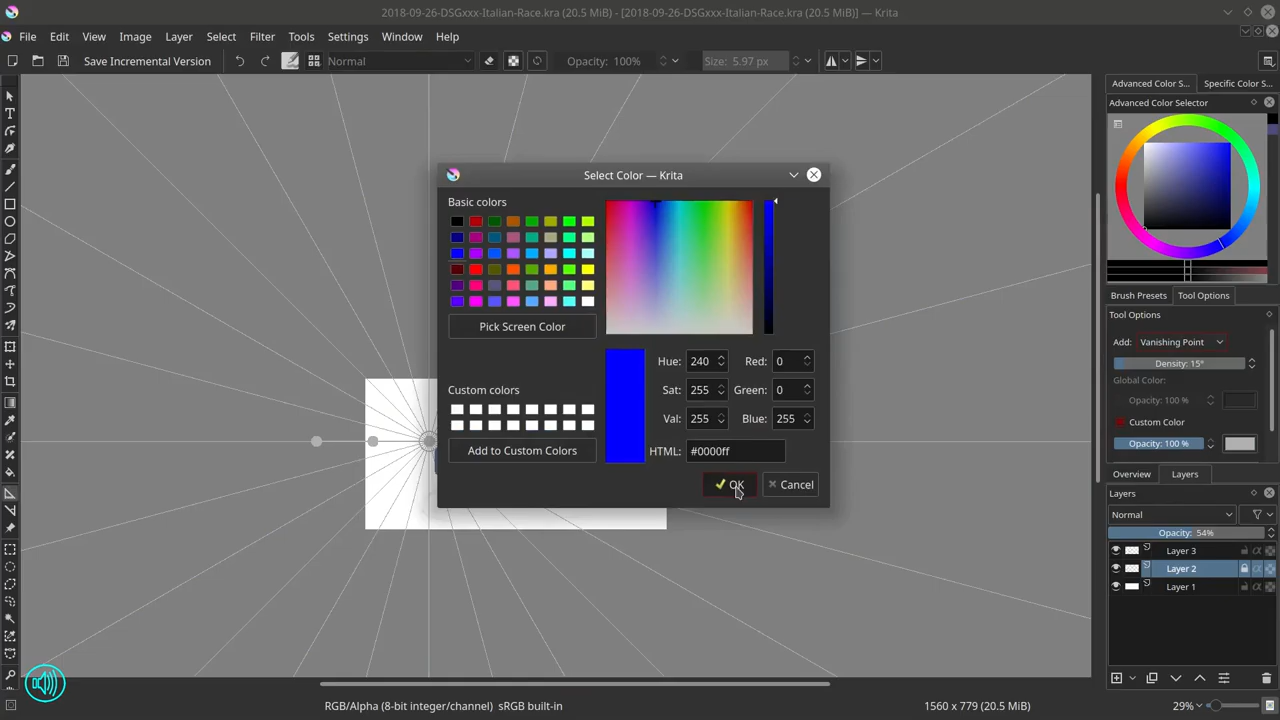 2018-09-26-DSGxxx-Italian-Race.kra (20.5 MiB) - [2018-09-26-DSGxxx-Italian-Race.kra (20.5 MiB)] — Krita
File Edit View Image Layer Select Filter Tools Settings Window Help
Save Incremental Version Normal Opacity: 100% Size: 5.97 px
Advanced Color S... Specific Color S...
Advanced Color Selector
Select Color — Krita
Basic colors
Pick Screen Color
Custom colors
Add to Custom Colors
Hue: 240 Red: 0
Sat: 255 Green: 0
Val: 255 Blue: 255
HTML: #0000ff
OK Cancel
Brush Presets Tool Options
Tool Options
Add: Vanishing Point
Density: 15°
Global Color:
Opacity: 100 %
Custom Color
Opacity: 100 %
Overview Layers
Layers
Normal
Opacity: 54%
Layer 3
Layer 2
Layer 1
RGB/Alpha (8-bit integer/channel) sRGB built-in 1560 x 779 (20.5 MiB) 29%